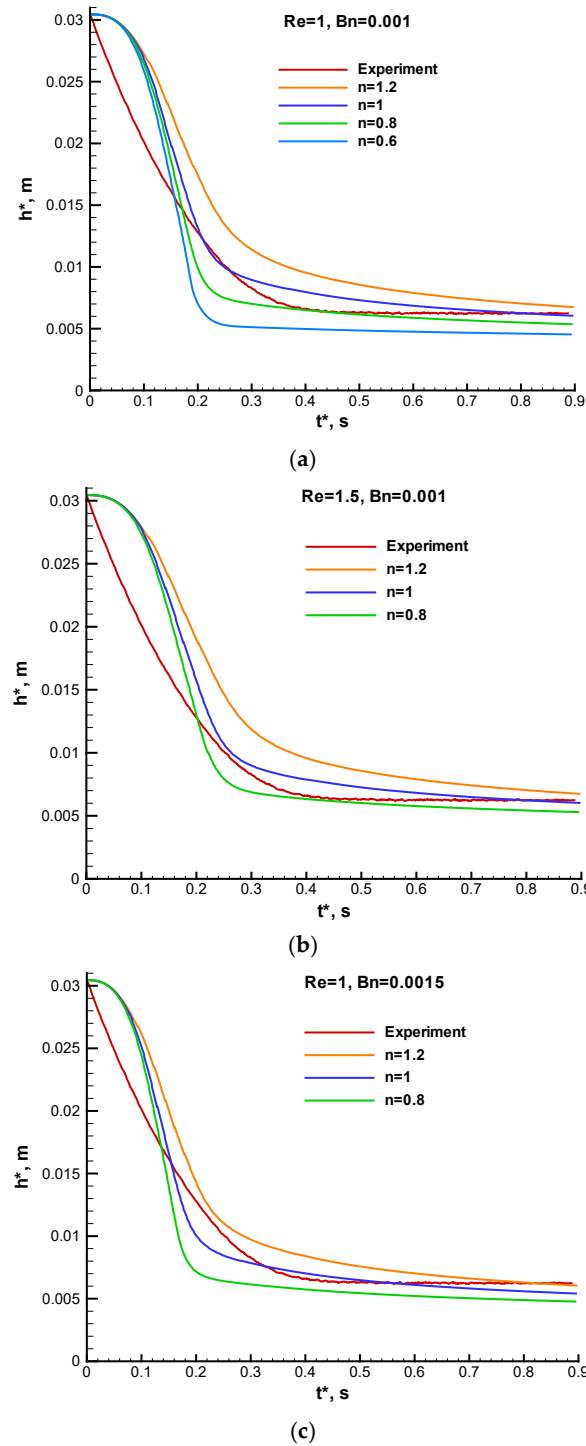 Re=1, Bn=0.001
Experiment
n=1.2
n=1
n=0.8
n=0.6
h*, m
0.03
0.025
0.02
0.015
0.01
0.005
0
0 0.1 0.2 0.3 0.4 0.5 0.6 0.7 0.8 0.9
t*, s
(a)
Re=1.5, Bn=0.001
Experiment
n=1.2
n=1
n=0.8
h*, m
0.03
0.025
0.02
0.015
0.01
0.005
0
0 0.1 0.2 0.3 0.4 0.5 0.6 0.7 0.8 0.9
t*, s
(b)
Re=1, Bn=0.0015
Experiment
n=1.2
n=1
n=0.8
h*, m
0.03
0.025
0.02
0.015
0.01
0.005
0
0 0.1 0.2 0.3 0.4 0.5 0.6 0.7 0.8 0.9
t*, s
(c)